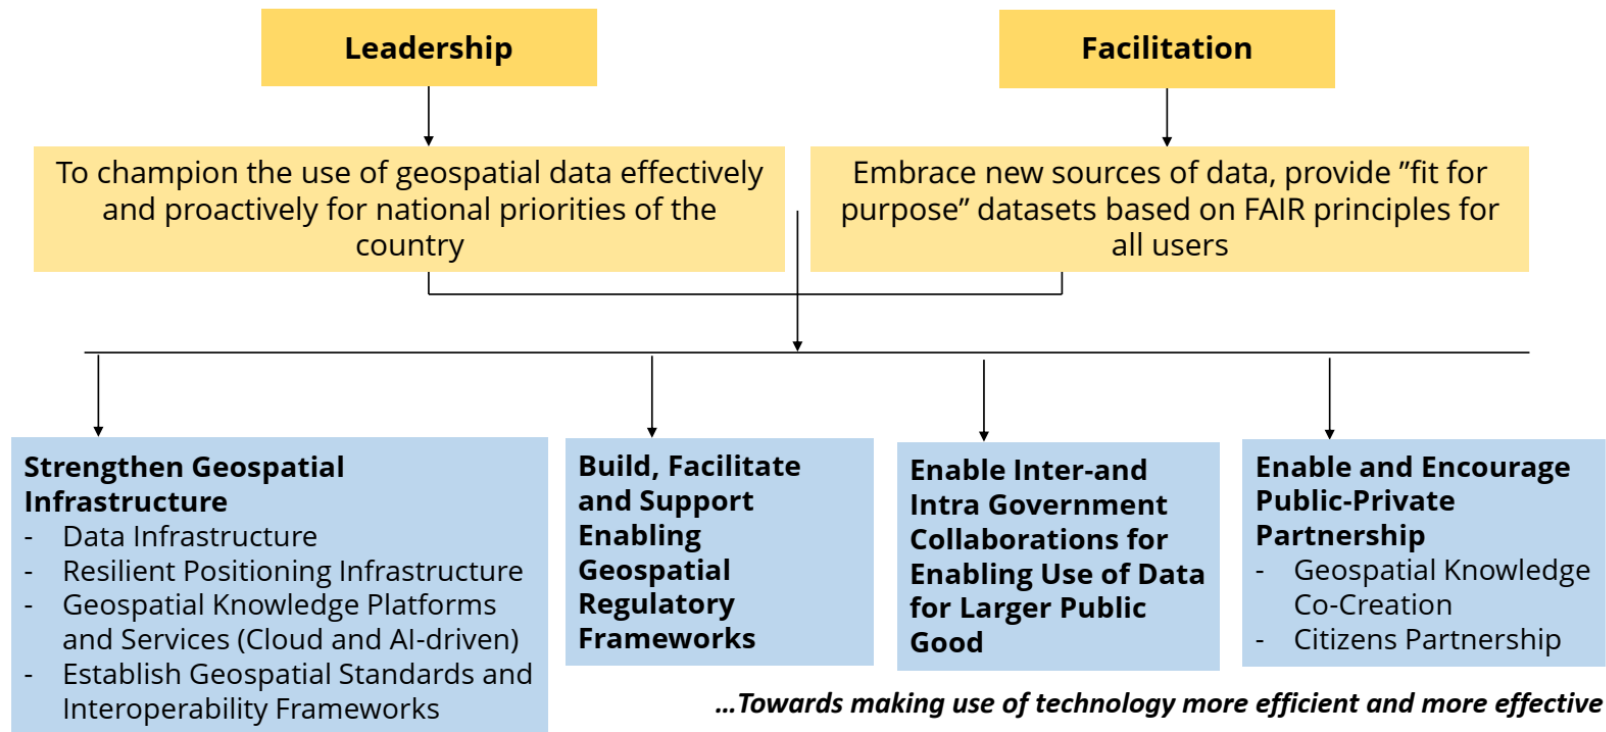 Leadership
Facilitation
To champion the use of geospatial data effectively
and proactively for national priorities of the
country
Embrace new sources of data, provide ”fit for
purpose” datasets based on FAIR principles for
all users
Strengthen Geospatial
Infrastructure
- Data Infrastructure
- Resilient Positioning Infrastructure
- Geospatial Knowledge Platforms
and Services (Cloud and AI-driven)
- Establish Geospatial Standards and
Interoperability Frameworks
Build, Facilitate
and Support
Enabling
Geospatial
Regulatory
Frameworks
Enable Inter-and
Intra Government
Collaborations for
Enabling Use of Data
for Larger Public
Good
Enable and Encourage
Public-Private
Partnership
- Geospatial Knowledge
Co-Creation
- Citizens Partnership
...Towards making use of technology more efficient and more effective